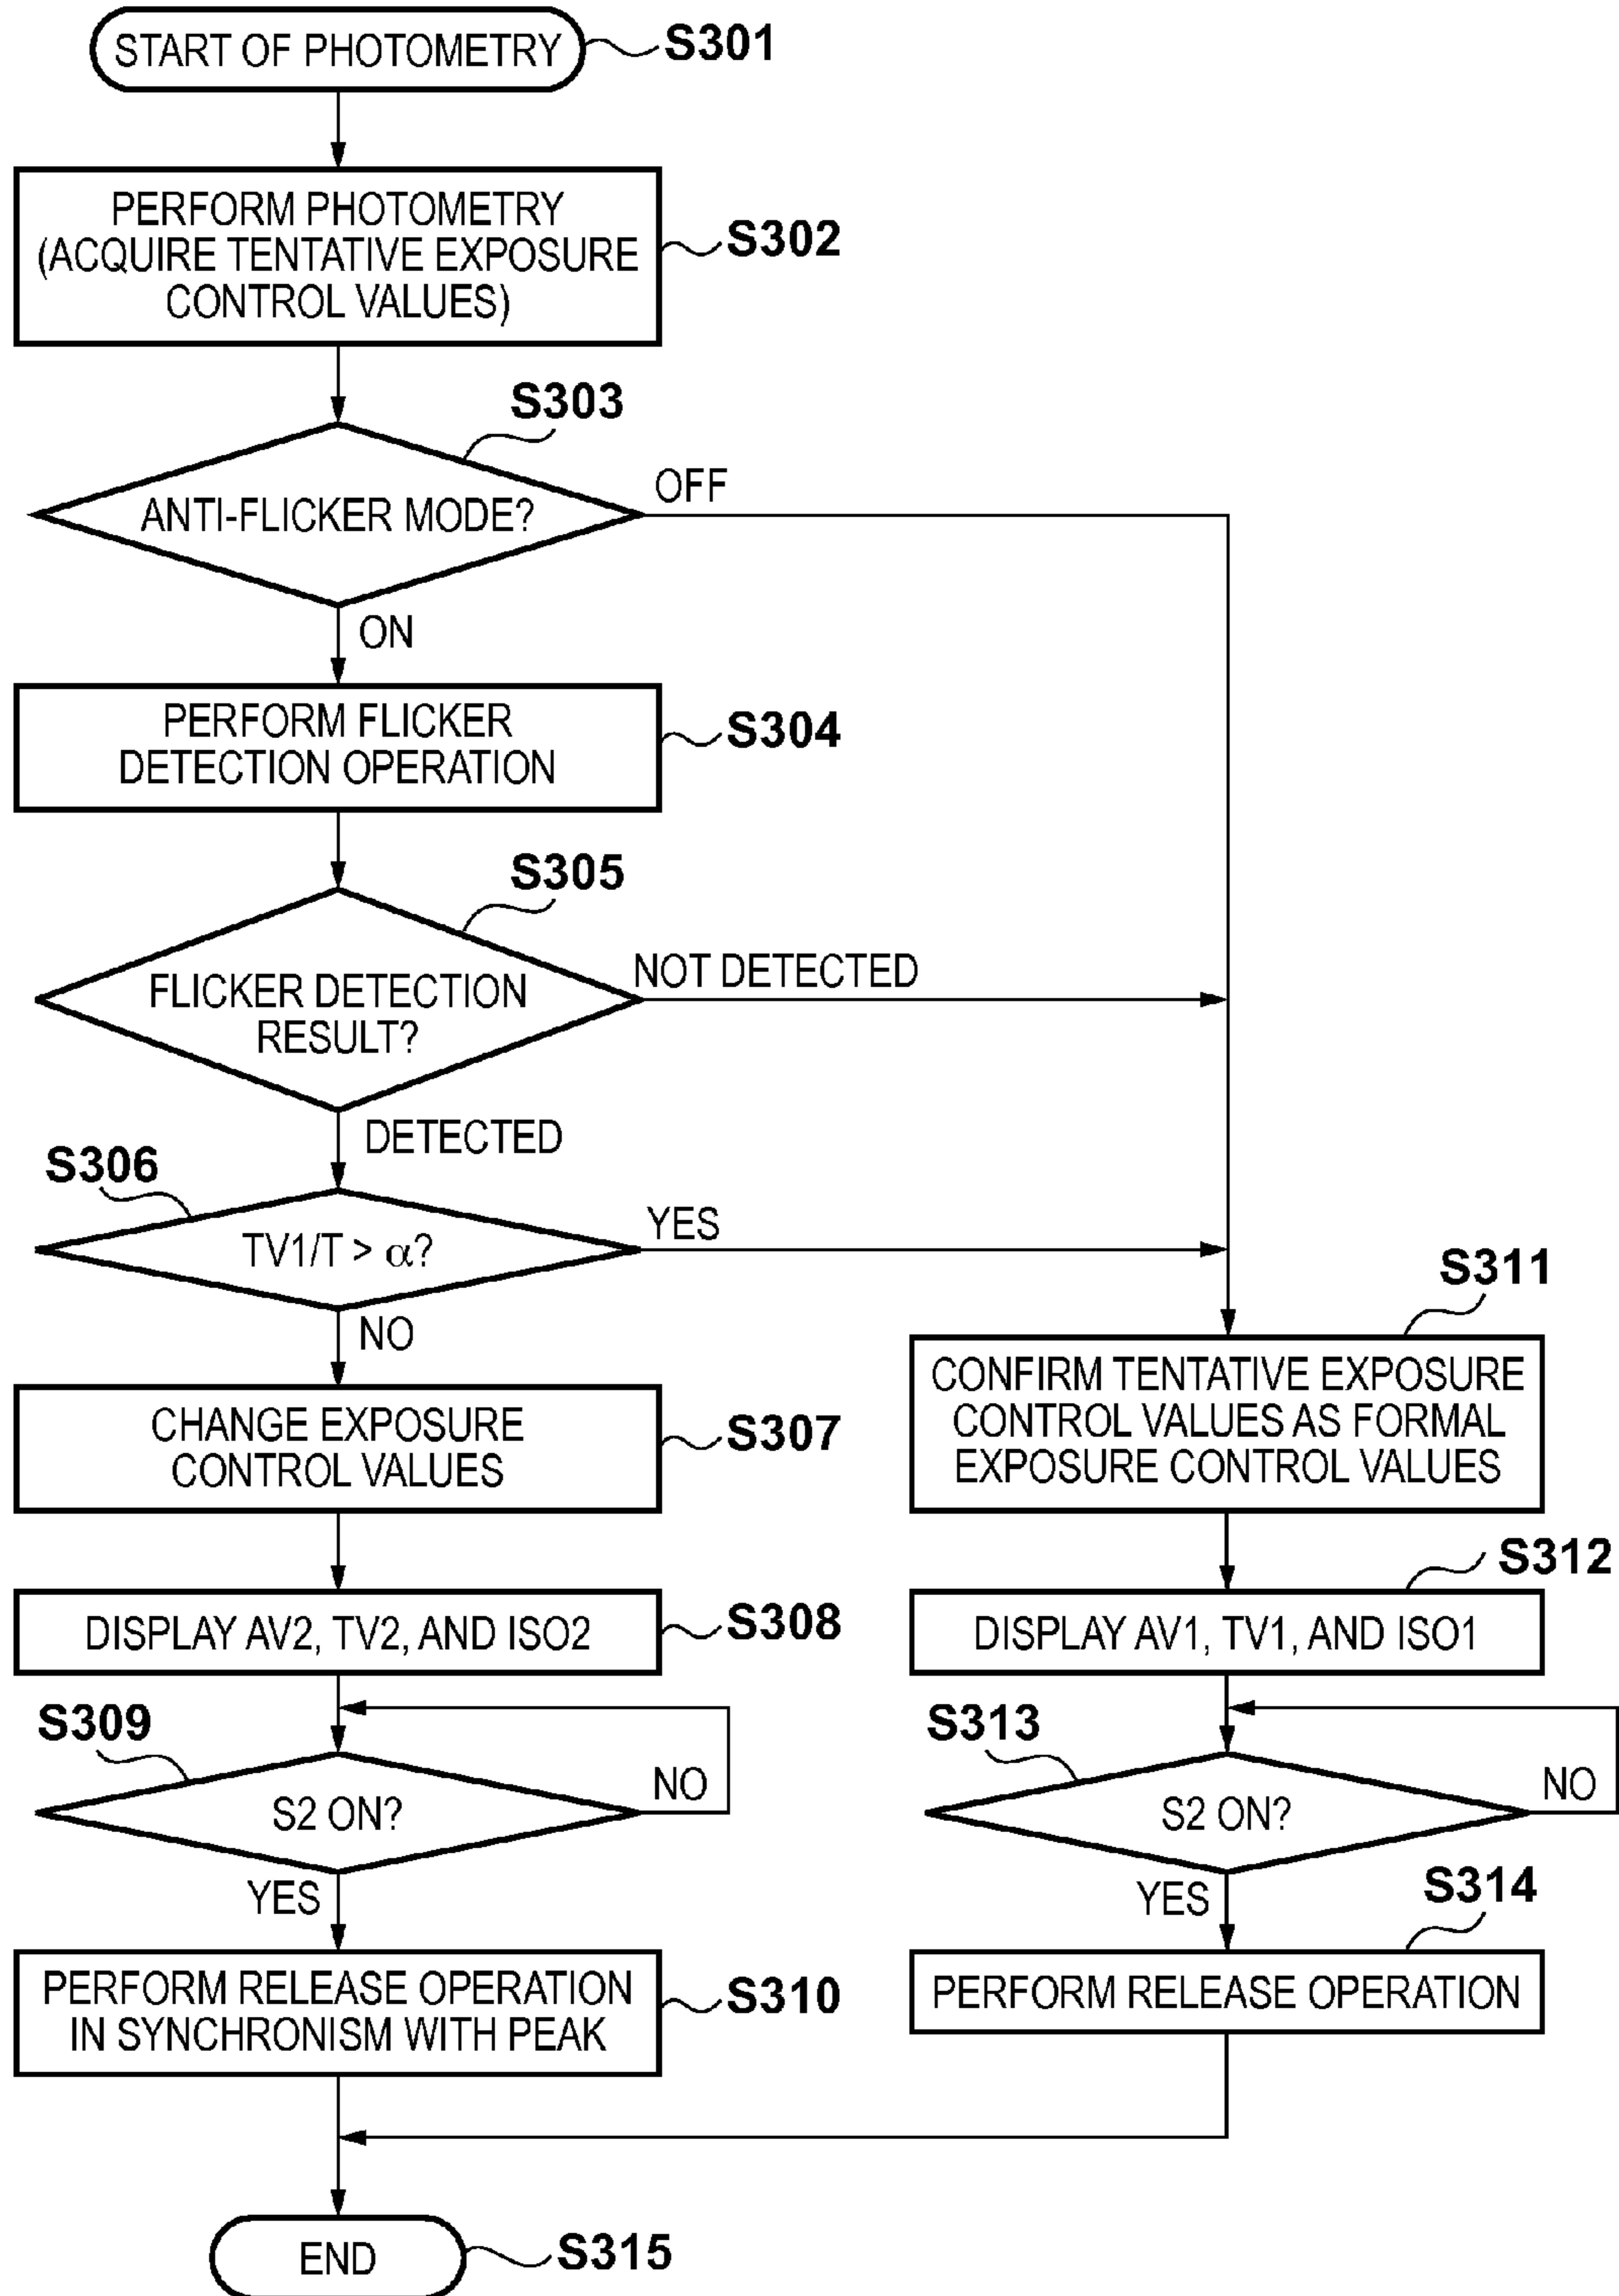 START OF PHOTOMETRY
S301
PERFORM PHOTOMETRY
(ACQUIRE TENTATIVE EXPOSURE
CONTROL VALUES)
S302
S303
ANTI-FLICKER MODE?
OFF
ON
PERFORM FLICKER
DETECTION OPERATION
S304
S305
FLICKER DETECTION
RESULT?
NOT DETECTED
DETECTED
S306
TV1/T > α?
YES
NO
CHANGE EXPOSURE
CONTROL VALUES
S307
DISPLAY AV2, TV2, AND ISO2
S308
S309
S2 ON?
NO
YES
PERFORM RELEASE OPERATION
IN SYNCHRONISM WITH PEAK
S310
S311
CONFIRM TENTATIVE EXPOSURE
CONTROL VALUES AS FORMAL
EXPOSURE CONTROL VALUES
S312
DISPLAY AV1, TV1, AND ISO1
S313
S2 ON?
NO
YES
S314
PERFORM RELEASE OPERATION
END
S315